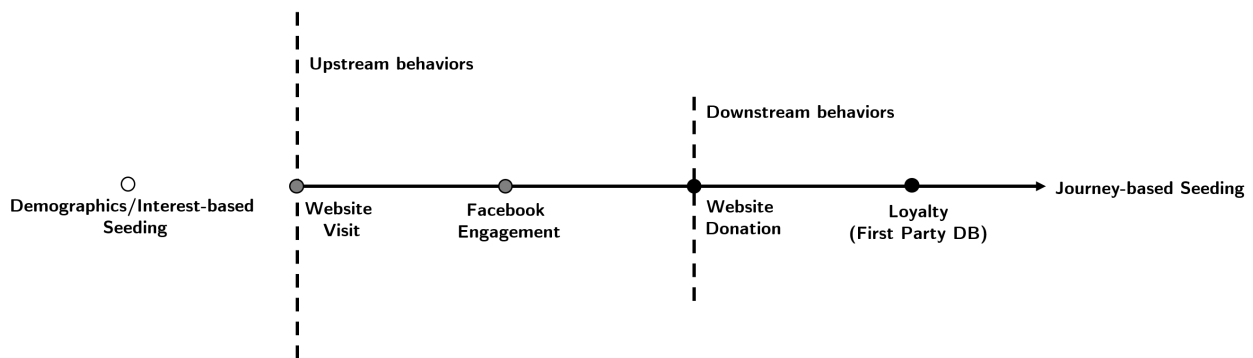 Upstream behaviors
Downstream behaviors
Demographics/Interest-based
Seeding
Website
Visit
Facebook
Engagement
Website
Donation
Loyalty
(First Party DB)
Journey-based Seeding